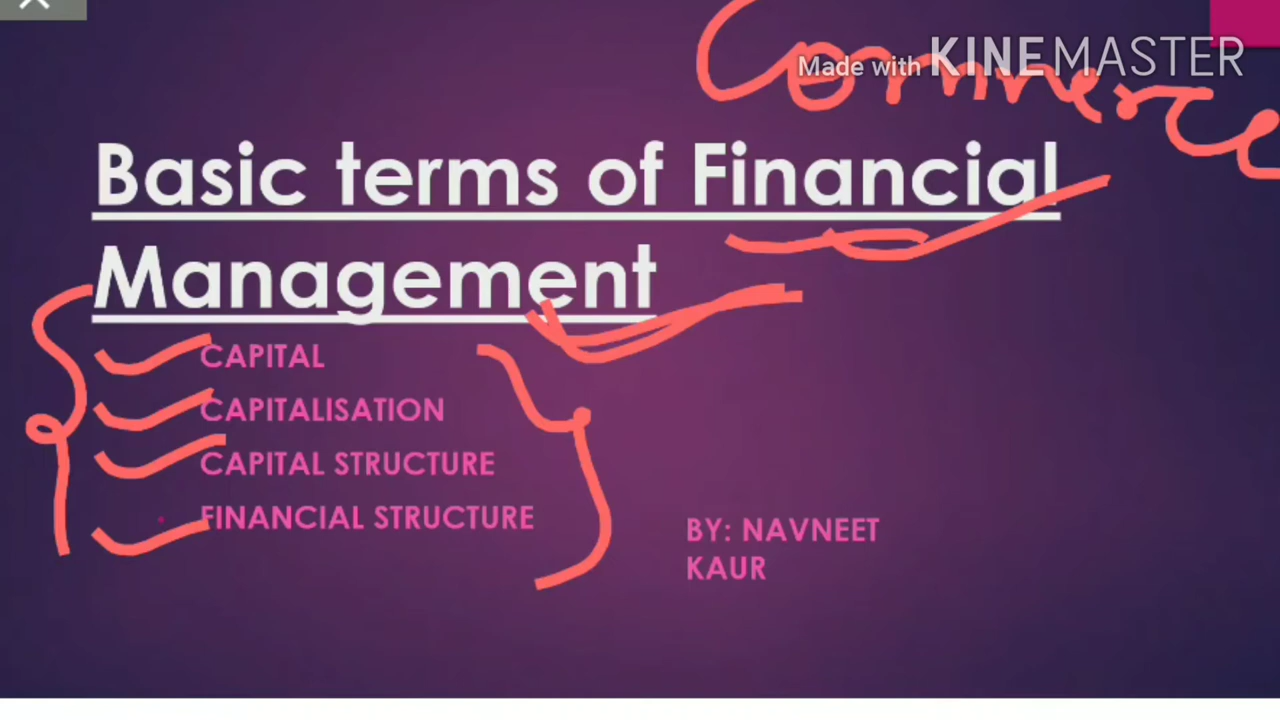 Commerce
Made with KINEMASTER
Basic terms of Financial
Management
CAPITAL
CAPITALISATION
CAPITAL STRUCTURE
FINANCIAL STRUCTURE
BY: NAVNEET
KAUR